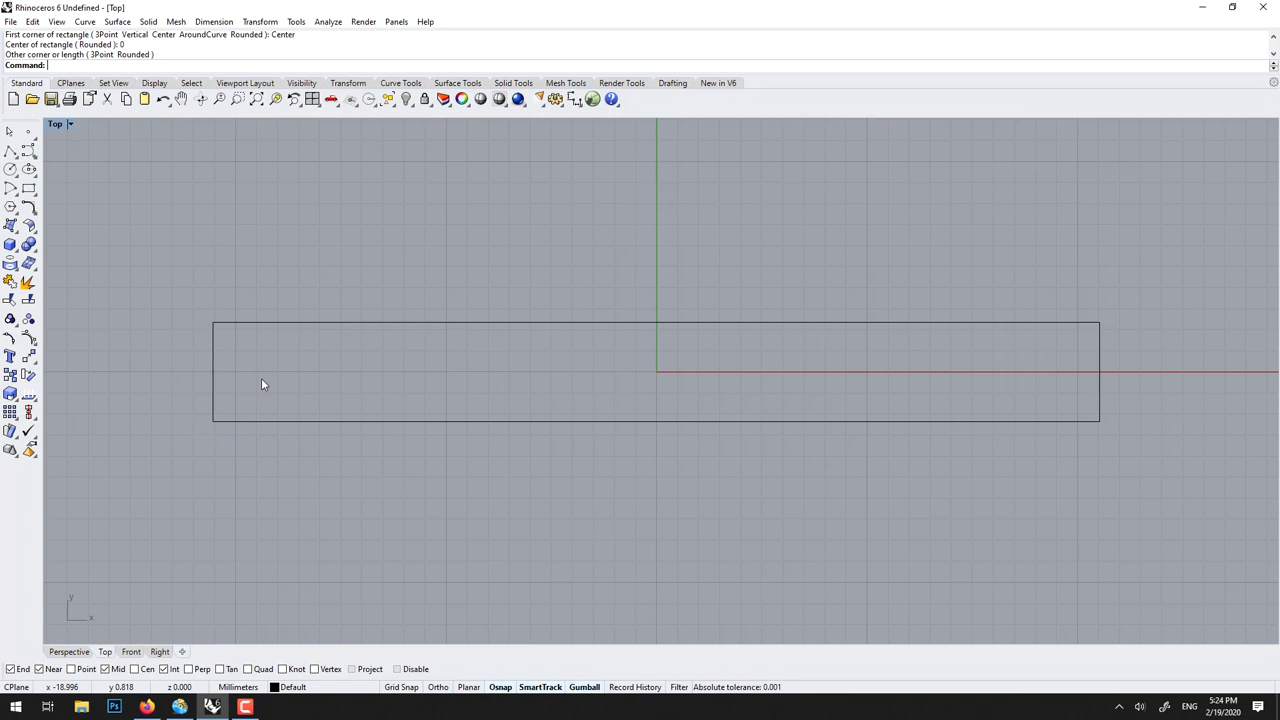 Rhinoceros 6 Undefined - [Top]
File Edit View Curve Surface Solid Mesh Dimension Transform Tools Analyze Render Panels Help
First corner of rectangle ( 3Point Vertical Center AroundCurve Rounded ): Center
Center of rectangle ( Rounded ): 0
Other corner or length ( 3Point Rounded )
Command:
Standard CPlanes Set View Display Select Viewport Layout Visibility Transform Curve Tools Surface Tools Solid Tools Mesh Tools Render Tools Drafting New in V6
Top
y
x
Perspective Top Front Right
End Near Point Mid Cen Int Perp Tan Quad Knot Vertex Project Disable
CPlane x -18.996 y 0.818 z 0.000 Millimeters Default Grid Snap Ortho Planar Osnap SmartTrack Gumball Record History Filter Absolute tolerance: 0.001
ENG 5:24 PM
2/19/2020